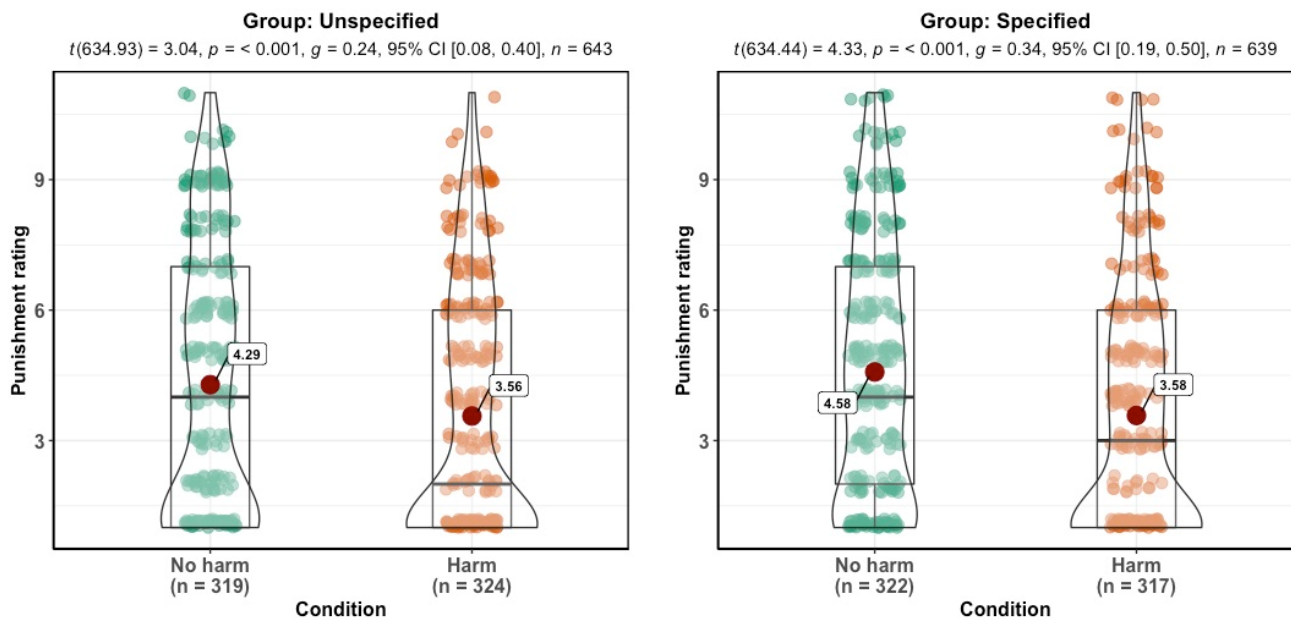 Group: Unspecified
t(634.93) = 3.04, p = < 0.001, g = 0.24, 95% CI [0.08, 0.40], n = 643
Punishment rating
9
6
3
4.29
3.56
No harm
(n = 319)
Harm
(n = 324)
Condition
Group: Specified
t(634.44) = 4.33, p = < 0.001, g = 0.34, 95% CI [0.19, 0.50], n = 639
Punishment rating
9
6
3
4.58
3.58
No harm
(n = 322)
Harm
(n = 317)
Condition